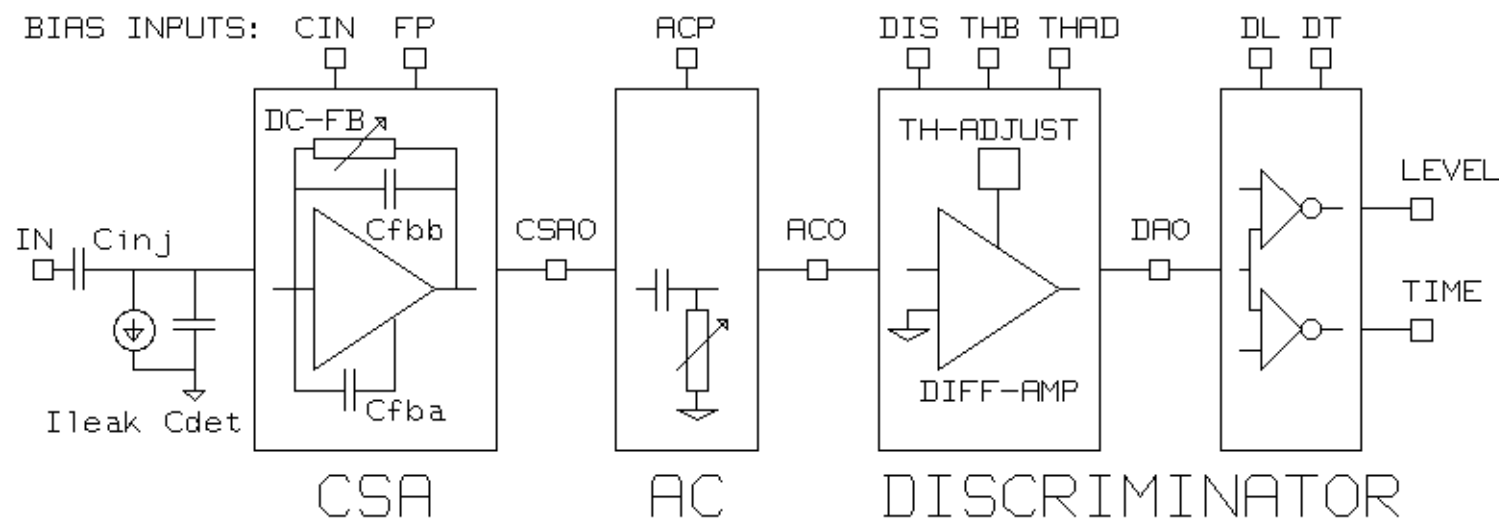 BIAS INPUTS: CIN FP ACP DIS THB THAD DL DT
DC-FB
TH-ADJUST
LEVEL
Cfbb
IN Cinj CSAO ACO DAO
TIME
DIFF-AMP
Ileak Cdet Cfba
CSA AC DISCRIMINATOR